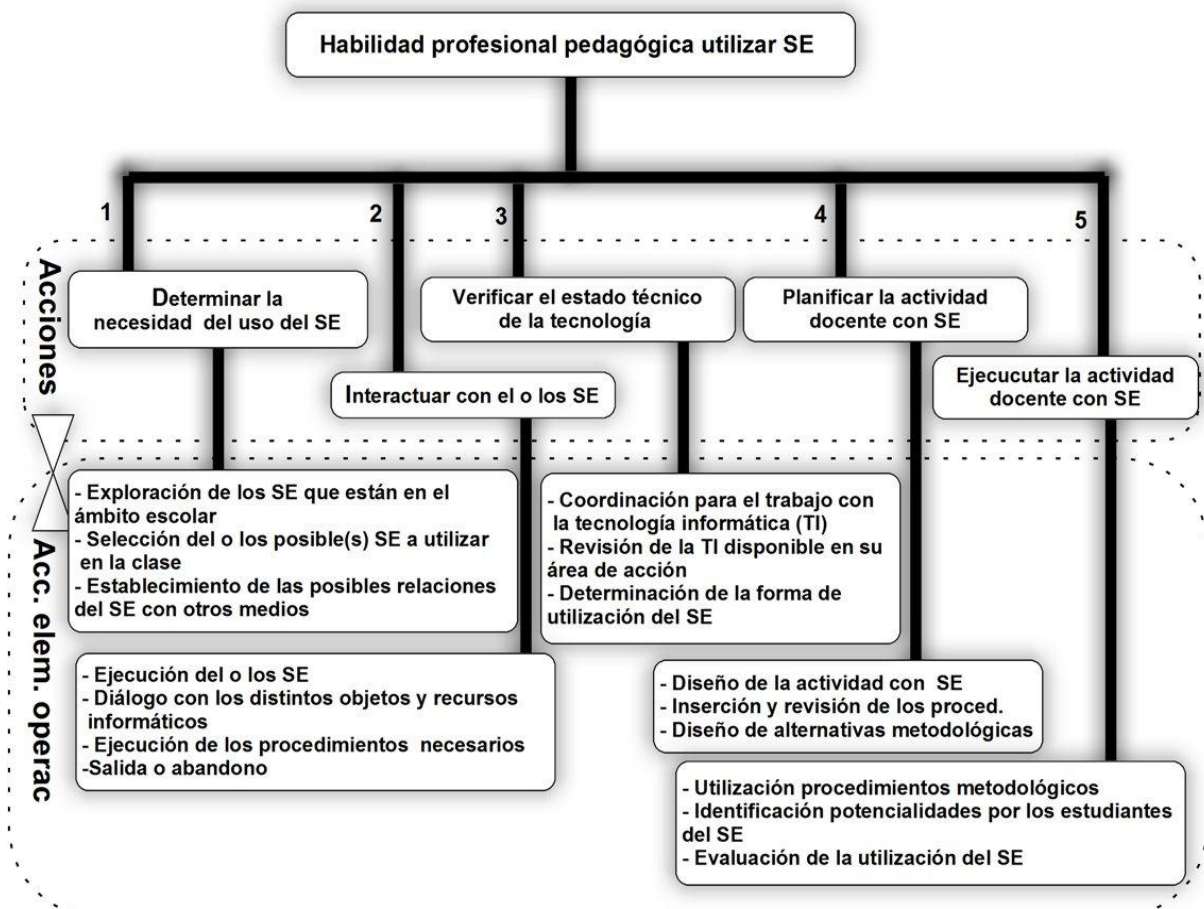 Habilidad profesional pedagógica utilizar SE
1
2
3
4
5
Acciones
Determinar la
necesidad del uso del SE
Verificar el estado técnico
de la tecnología
Planificar la actividad
docente con SE
Interactuar con el o los SE
Ejecucutar la actividad
docente con SE
Acc. elem. operac
- Exploración de los SE que están en el
ámbito escolar
- Selección del o los posible(s) SE a utilizar
en la clase
- Establecimiento de las posibles relaciones
del SE con otros medios
- Coordinación para el trabajo con
la tecnología informática (TI)
- Revisión de la TI disponible en su
área de acción
- Determinación de la forma de
utilización del SE
- Ejecución del o los SE
- Diálogo con los distintos objetos y recursos
informáticos
- Ejecución de los procedimientos necesarios
-Salida o abandono
- Diseño de la actividad con SE
- Inserción y revisión de los proced.
- Diseño de alternativas metodológicas
- Utilización procedimientos metodológicos
- Identificación potencialidades por los estudiantes
del SE
- Evaluación de la utilización del SE